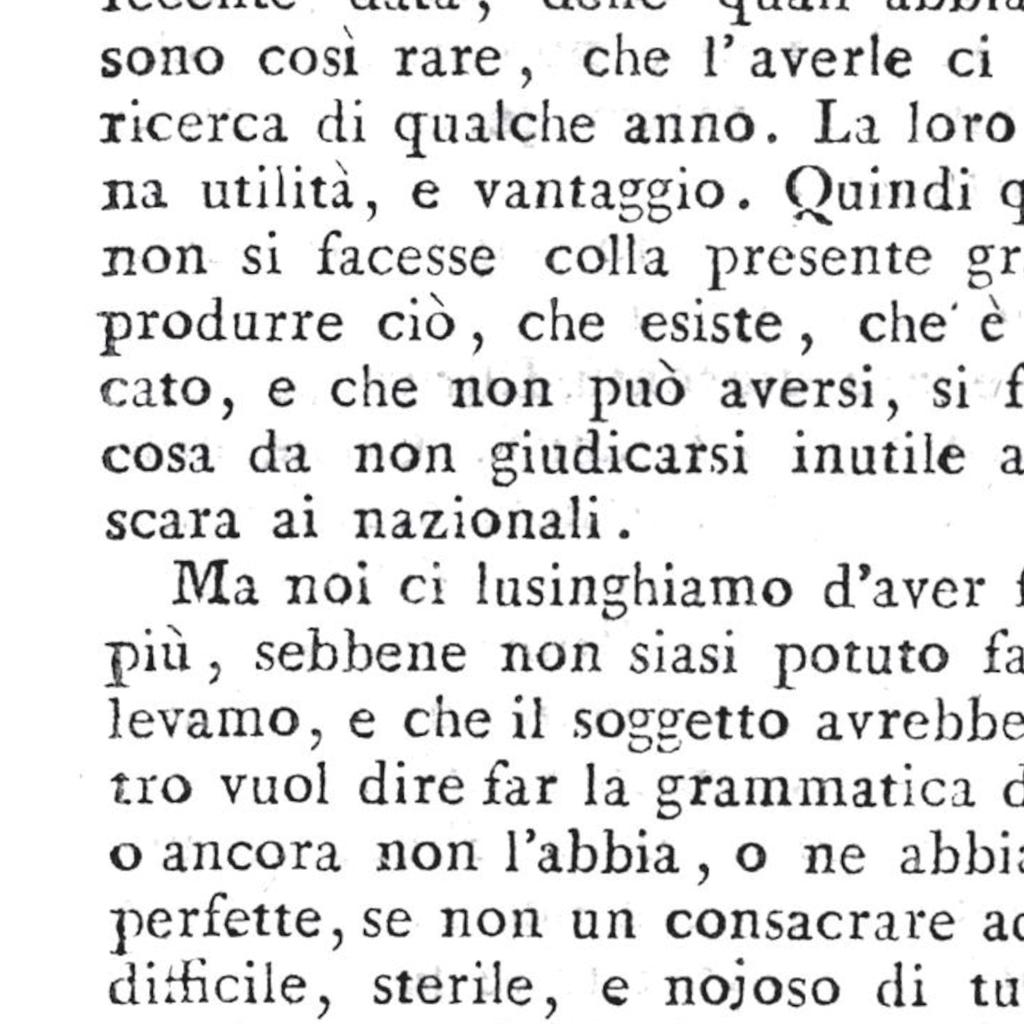 sono così rare, che l'averle ci
ricerca di qualche anno. La loro
na utilità, e vantaggio. Quindi q
non si facesse colla presente gr
produrre ciò, che esiste, che è
cato, e che non può aversi, si f
cosa da non giudicarsi inutile a
scara ai nazionali.
Ma noi ci lusinghiamo d'aver f
più, sebbene non siasi potuto fa
levamo, e che il soggetto avrebbe
tro vuol dire far la grammatica d
o ancora non l'abbia, o ne abbia
perfette, se non un consacrare ad
difficile, sterile, e nojoso di tu